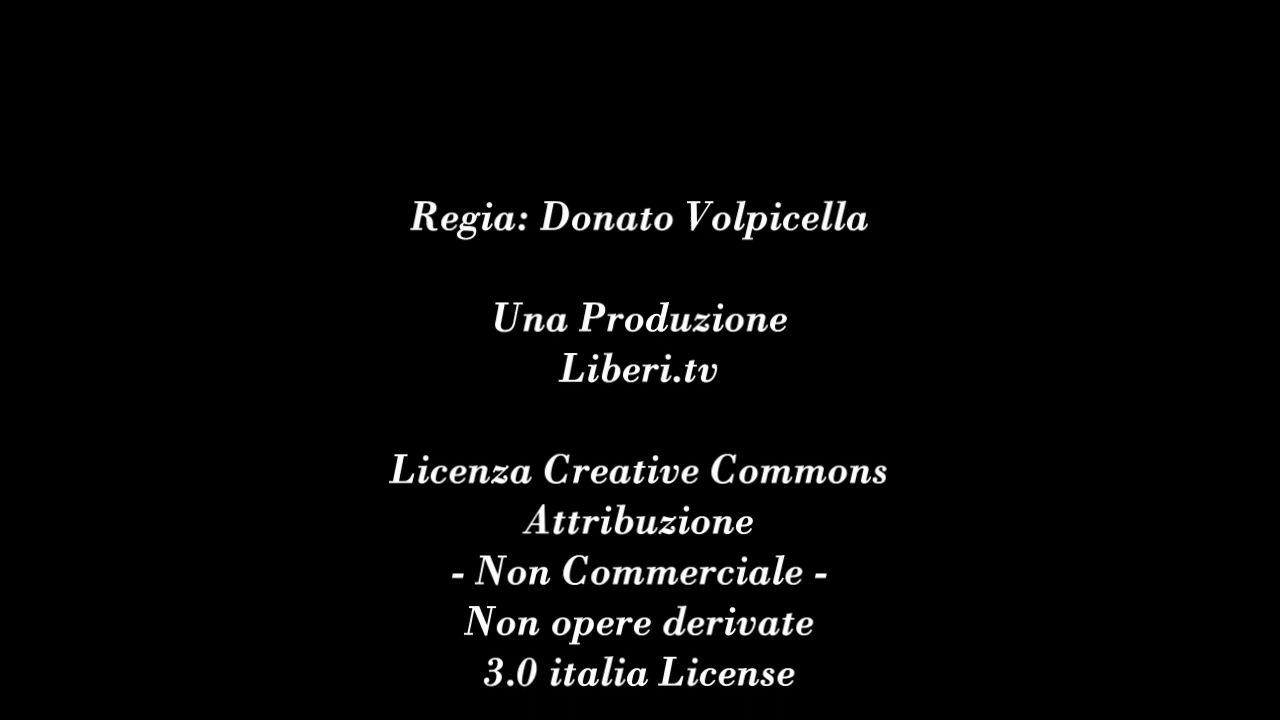 Regia: Donato Volpicella
Una Produzione
Liberi.tv
Licenza Creative Commons
Attribuzione
- Non Commerciale -
Non opere derivate
3.0 italia License